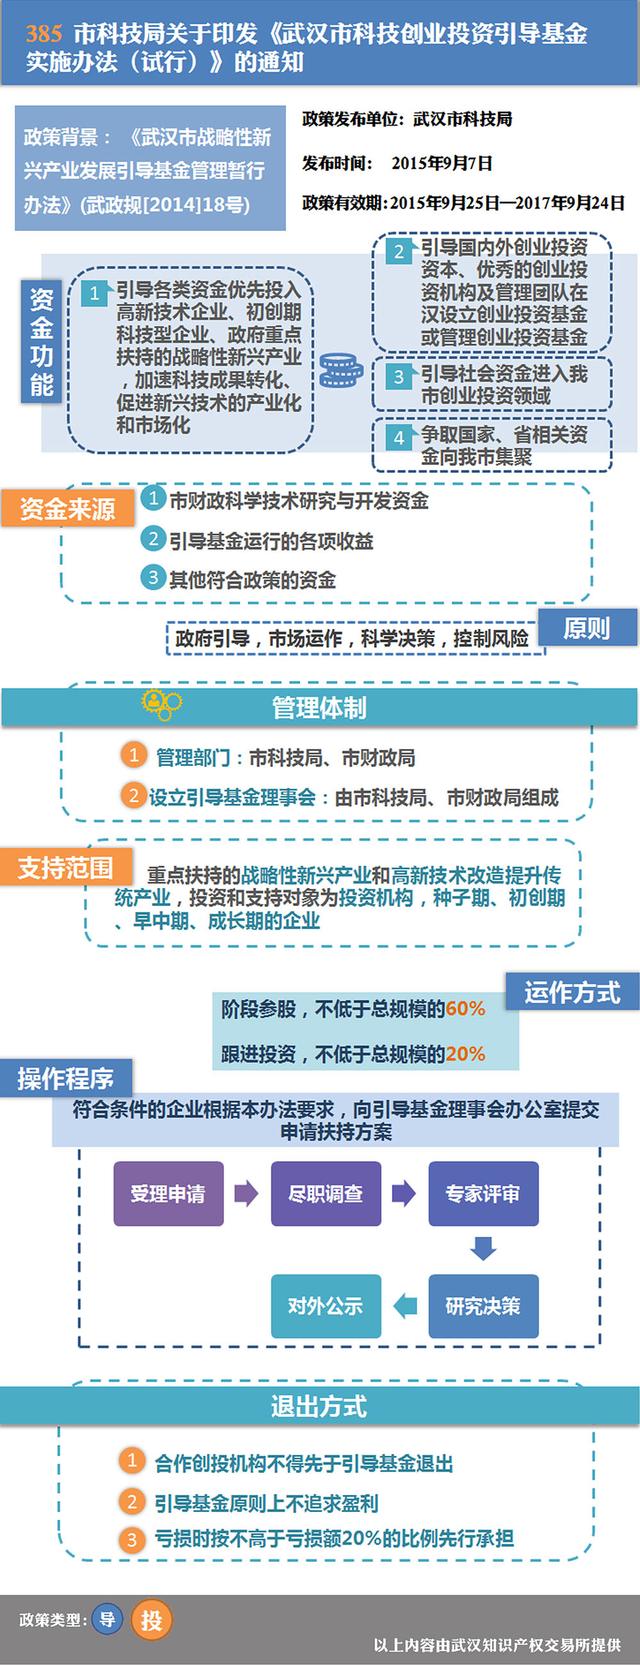 385 市科技局关于印发《武汉市科技创业投资引导基金
实施办法（试行）》的通知
政策背景：《武汉市战略性新
兴产业发展引导基金管理暂行
办法》(武政规[2014]18号)
政策发布单位：武汉市科技局
发布时间： 2015年9月7日
政策有效期：2015年9月25日—2017年9月24日
资金功能
1 引导各类资金优先投入
高新技术企业、初创期
科技型企业、政府重点
扶持的战略性新兴产业
，加速科技成果转化、
促进新兴技术的产业化
和市场化
2 引导国内外创业投资
资本、优秀的创业投
资机构及管理团队在
汉设立创业投资基金
或管理创业投资基金
3 引导社会资金进入我
市创业投资领域
4 争取国家、省相关资
金向我市集聚
资金来源
1 市财政科学技术研究与开发资金
2 引导基金运行的各项收益
3 其他符合政策的资金
原则
政府引导，市场运作，科学决策，控制风险
管理体制
1 管理部门：市科技局、市财政局
2 设立引导基金理事会：由市科技局、市财政局组成
支持范围
重点扶持的战略性新兴产业和高新技术改造提升传
统产业，投资和支持对象为投资机构，种子期、初创期
、早中期、成长期的企业
运作方式
阶段参股，不低于总规模的60%
跟进投资，不低于总规模的20%
操作程序
符合条件的企业根据本办法要求，向引导基金理事会办公室提交
申请扶持方案
受理申请
尽职调查
专家评审
研究决策
对外公示
退出方式
1 合作创投机构不得先于引导基金退出
2 引导基金原则上不追求盈利
3 亏损时按不高于亏损额20%的比例先行承担
政策类型：导 投
以上内容由武汉知识产权交易所提供